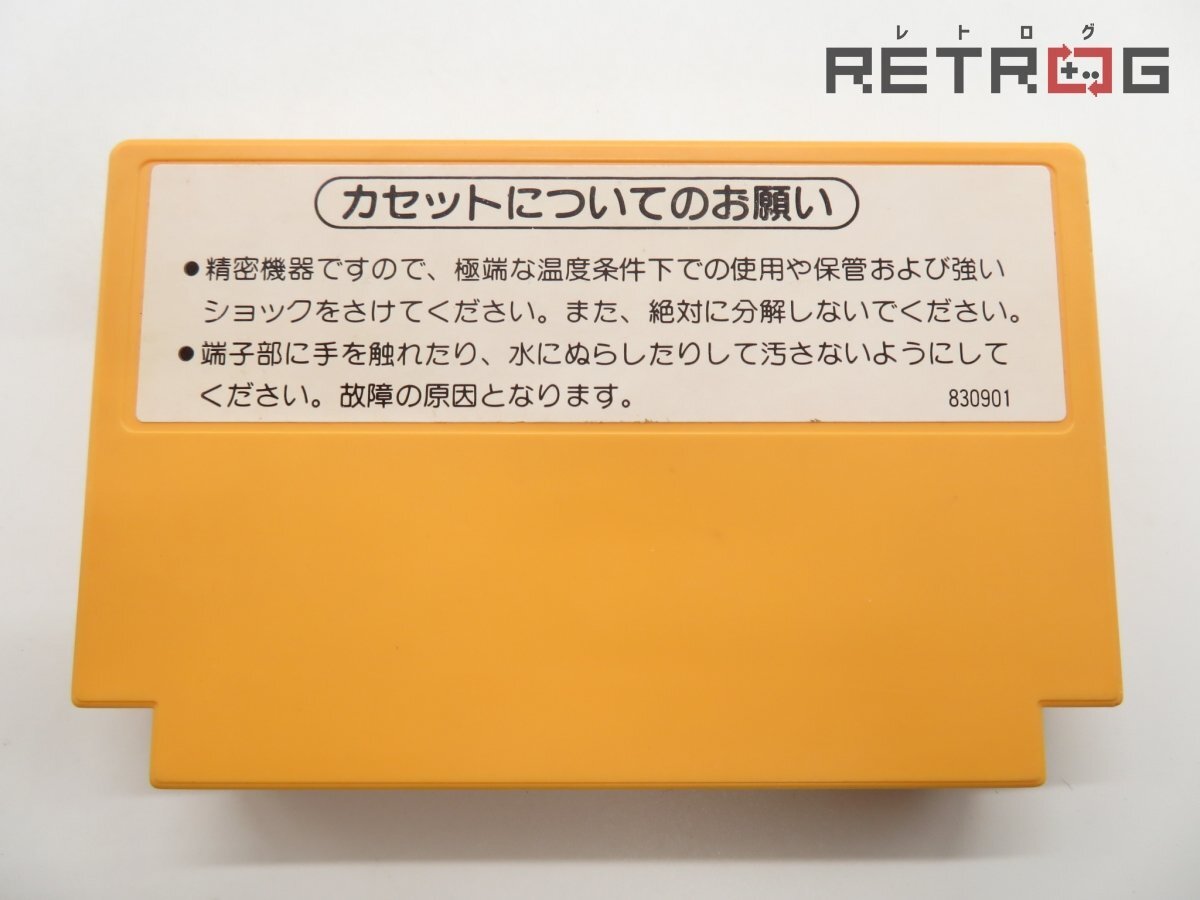 レトログ
RETROG
カセットについてのお願い
●精密機器ですので、極端な温度条件下での使用や保管および強い
ショックをさけてください。また、絶対に分解しないでください。
●端子部に手を触れたり、水にぬらしたりして汚さないようにして
ください。故障の原因となります。
830901